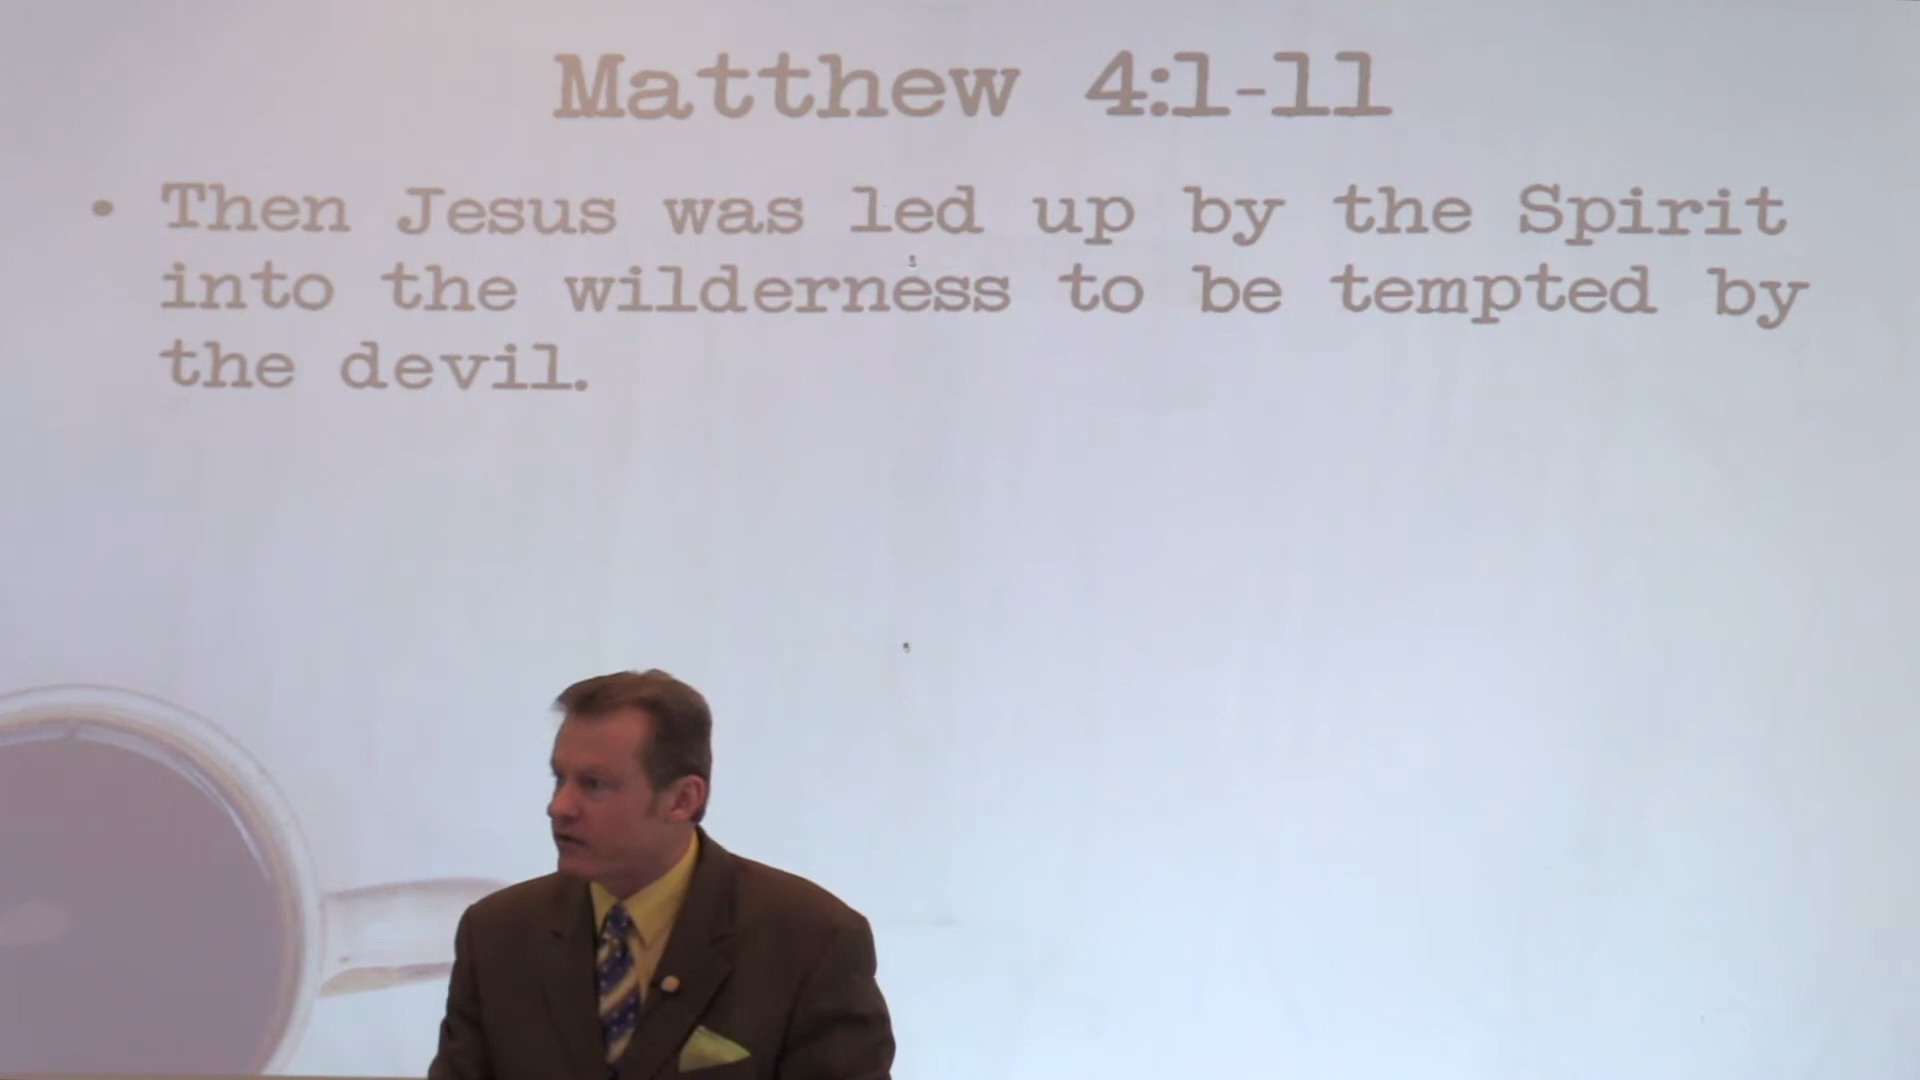 Matthew 4:1-11
• Then Jesus was led up by the Spirit
into the wilderness to be tempted by
the devil.